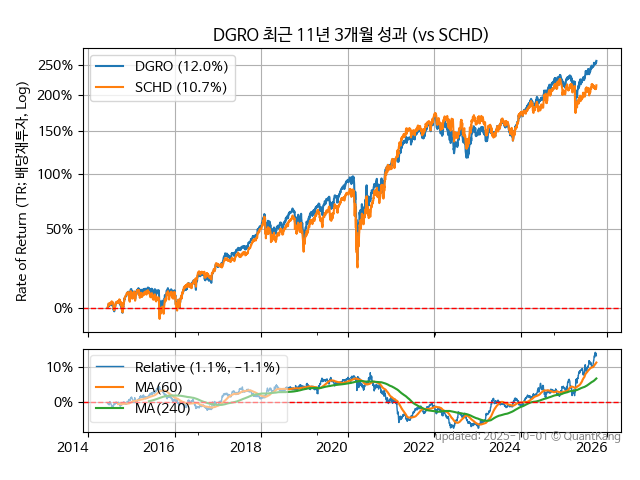 DGRO 최근 11년 3개월 성과 (vs SCHD)
Rate of Return (TR: 배당재투자, Log)
DGRO (12.0%)
SCHD (10.7%)
250%
200%
150%
100%
50%
0%
Relative (1.1%, −1.1%)
MA(60)
MA(240)
10%
0%
updated: 2025-10-01 © QuantKang
2014 2016 2018 2020 2022 2024 2026